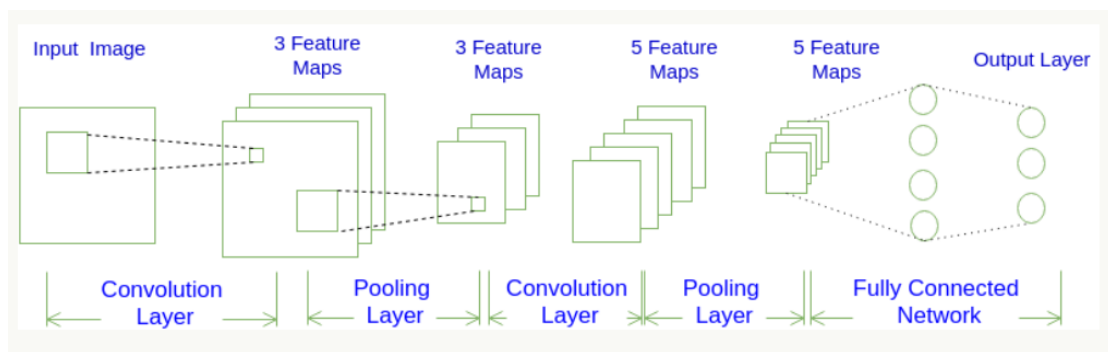 Input Image
3 Feature
Maps
3 Feature
Maps
5 Feature
Maps
5 Feature
Maps
Output Layer
Convolution
Layer
Pooling
Layer
Convolution
Layer
Pooling
Layer
Fully Connected
Network